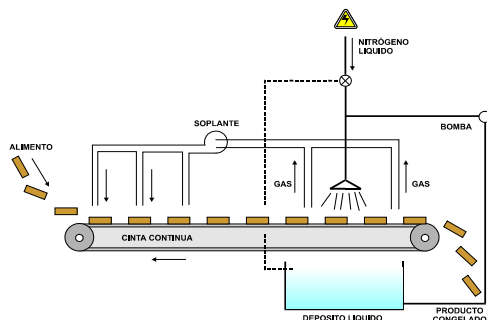 NITRÓGENO
LIQUIDO
SOPLANTE
BOMBA
ALIMENTO
GAS
GAS
CINTA CONTINUA
DEPOSITO LIQUIDO
PRODUCTO
CONGELADO